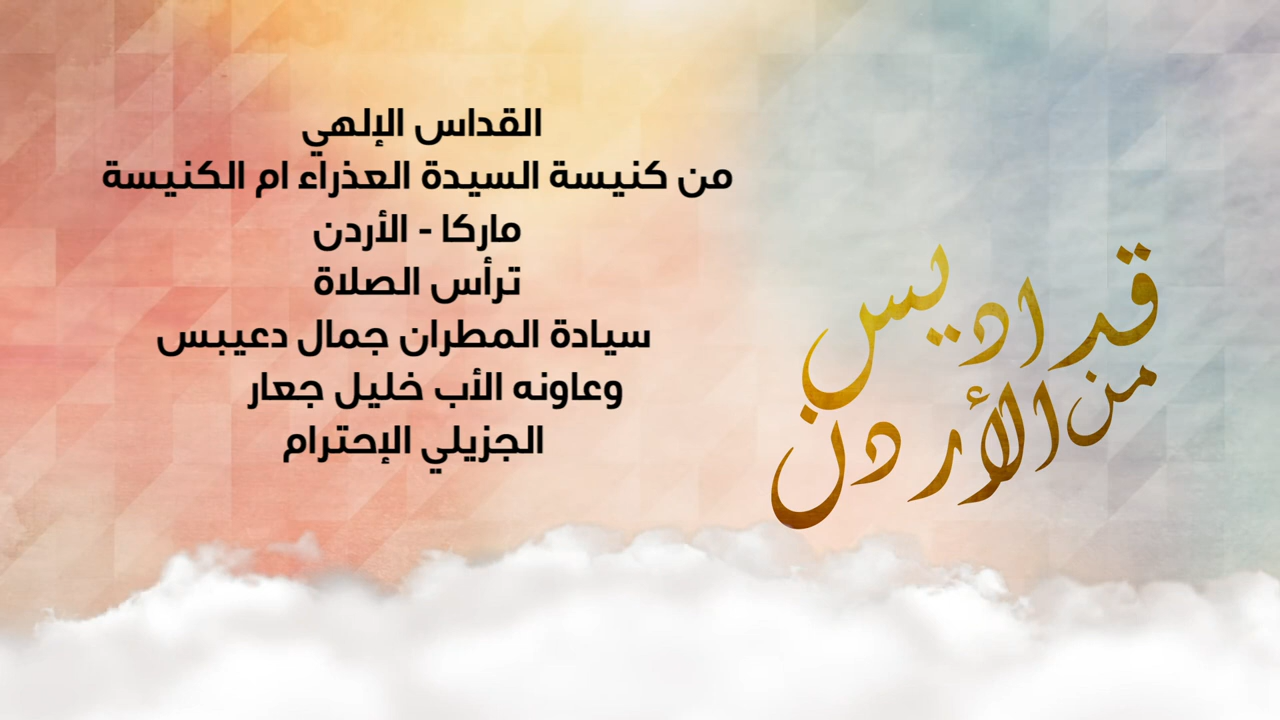 القداس الإلهي
من كنيسة السيدة العذراء ام الكنيسة
ماركا - الأردن
ترأس الصلاة
سيادة المطران جمال دعيبس
وعاونه الأب خليل جعار
الجزيلي الإحترام
قداديس
من الأردن